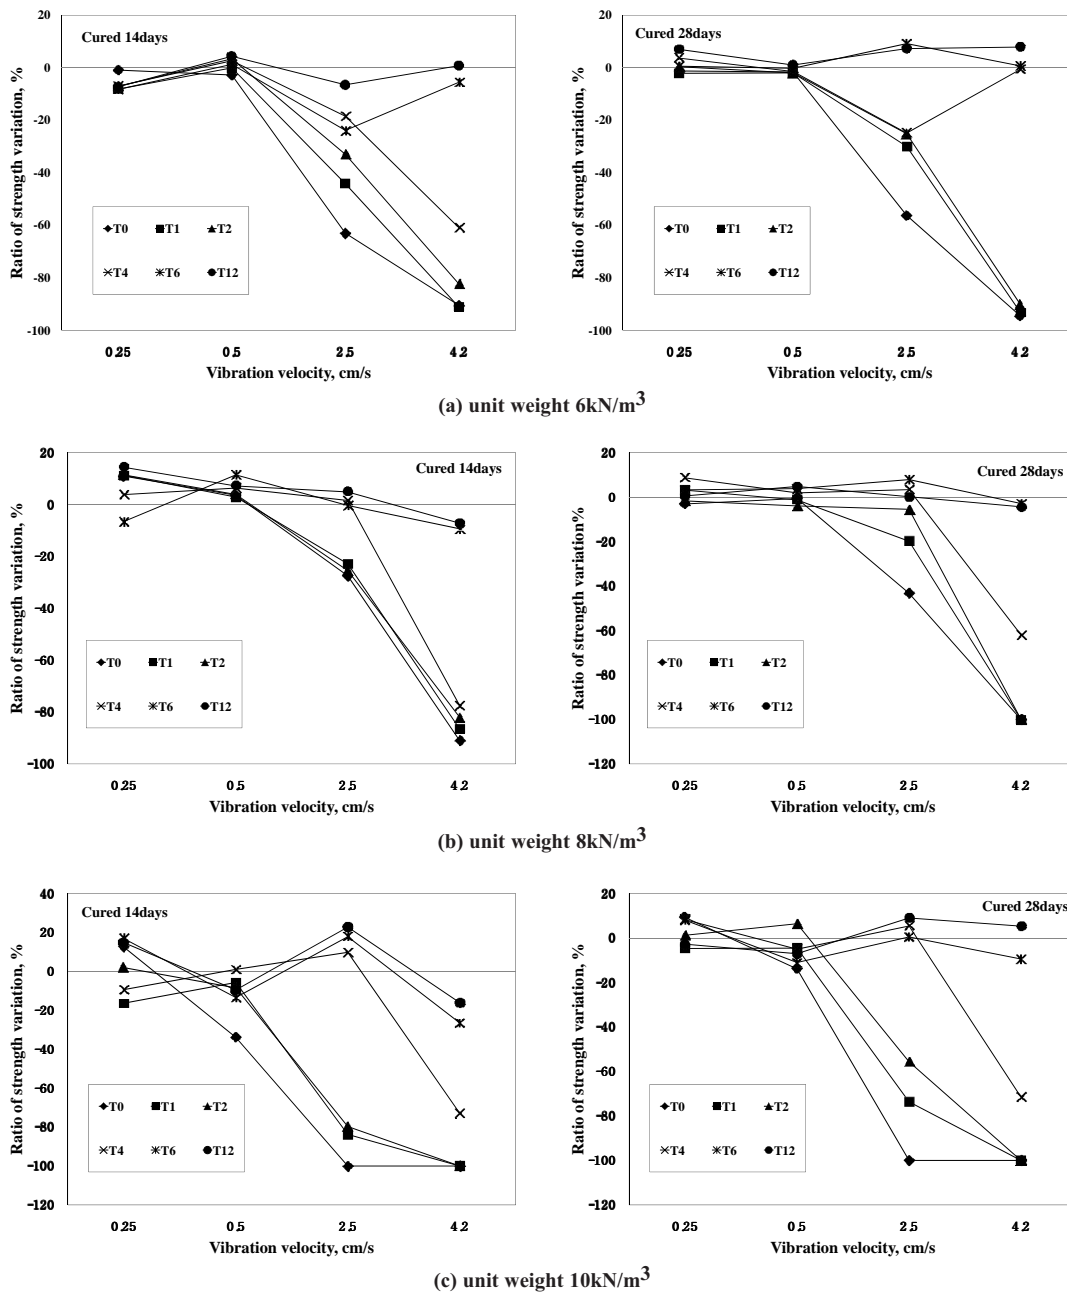 Cured 14days
Ratio of strength variation, %
20
0
-20
-40
-60
-80
-100
T0 T1 T2
T4 T6 T12
0.25 0.5 2.5 4.2
Vibration velocity, cm/s
Cured 28days
Ratio of strength variation, %
20
0
-20
-40
-60
-80
-100
T0 T1 T2
T4 T6 T12
0.25 0.5 2.5 4.2
Vibration velocity, cm/s
(a) unit weight 6kN/m³
Cured 14days
Ratio of strength variation, %
20
0
-20
-40
-60
-80
-100
T0 T1 T2
T4 T6 T12
0.25 0.5 2.5 4.2
Vibration velocity, cm/s
Cured 28days
Ratio of strength variation%
20
0
-20
-40
-60
-80
-100
-120
T0 T1 T2
T4 T6 T12
0.25 0.5 2.5 4.2
Vibration velocity, cm/s
(b) unit weight 8kN/m³
Cured 14days
Ratio of strength variation, %
40
20
0
-20
-40
-60
-80
-100
-120
T0 T1 T2
T4 T6 T12
0.25 0.5 2.5 4.2
Vibration velocity, cm/s
Cured 28days
Ratio of strength variation, %
20
0
-20
-40
-60
-80
-100
-120
T0 T1 T2
T4 T6 T12
0.25 0.5 2.5 4.2
Vibration velocity, cm/s
(c) unit weight 10kN/m³